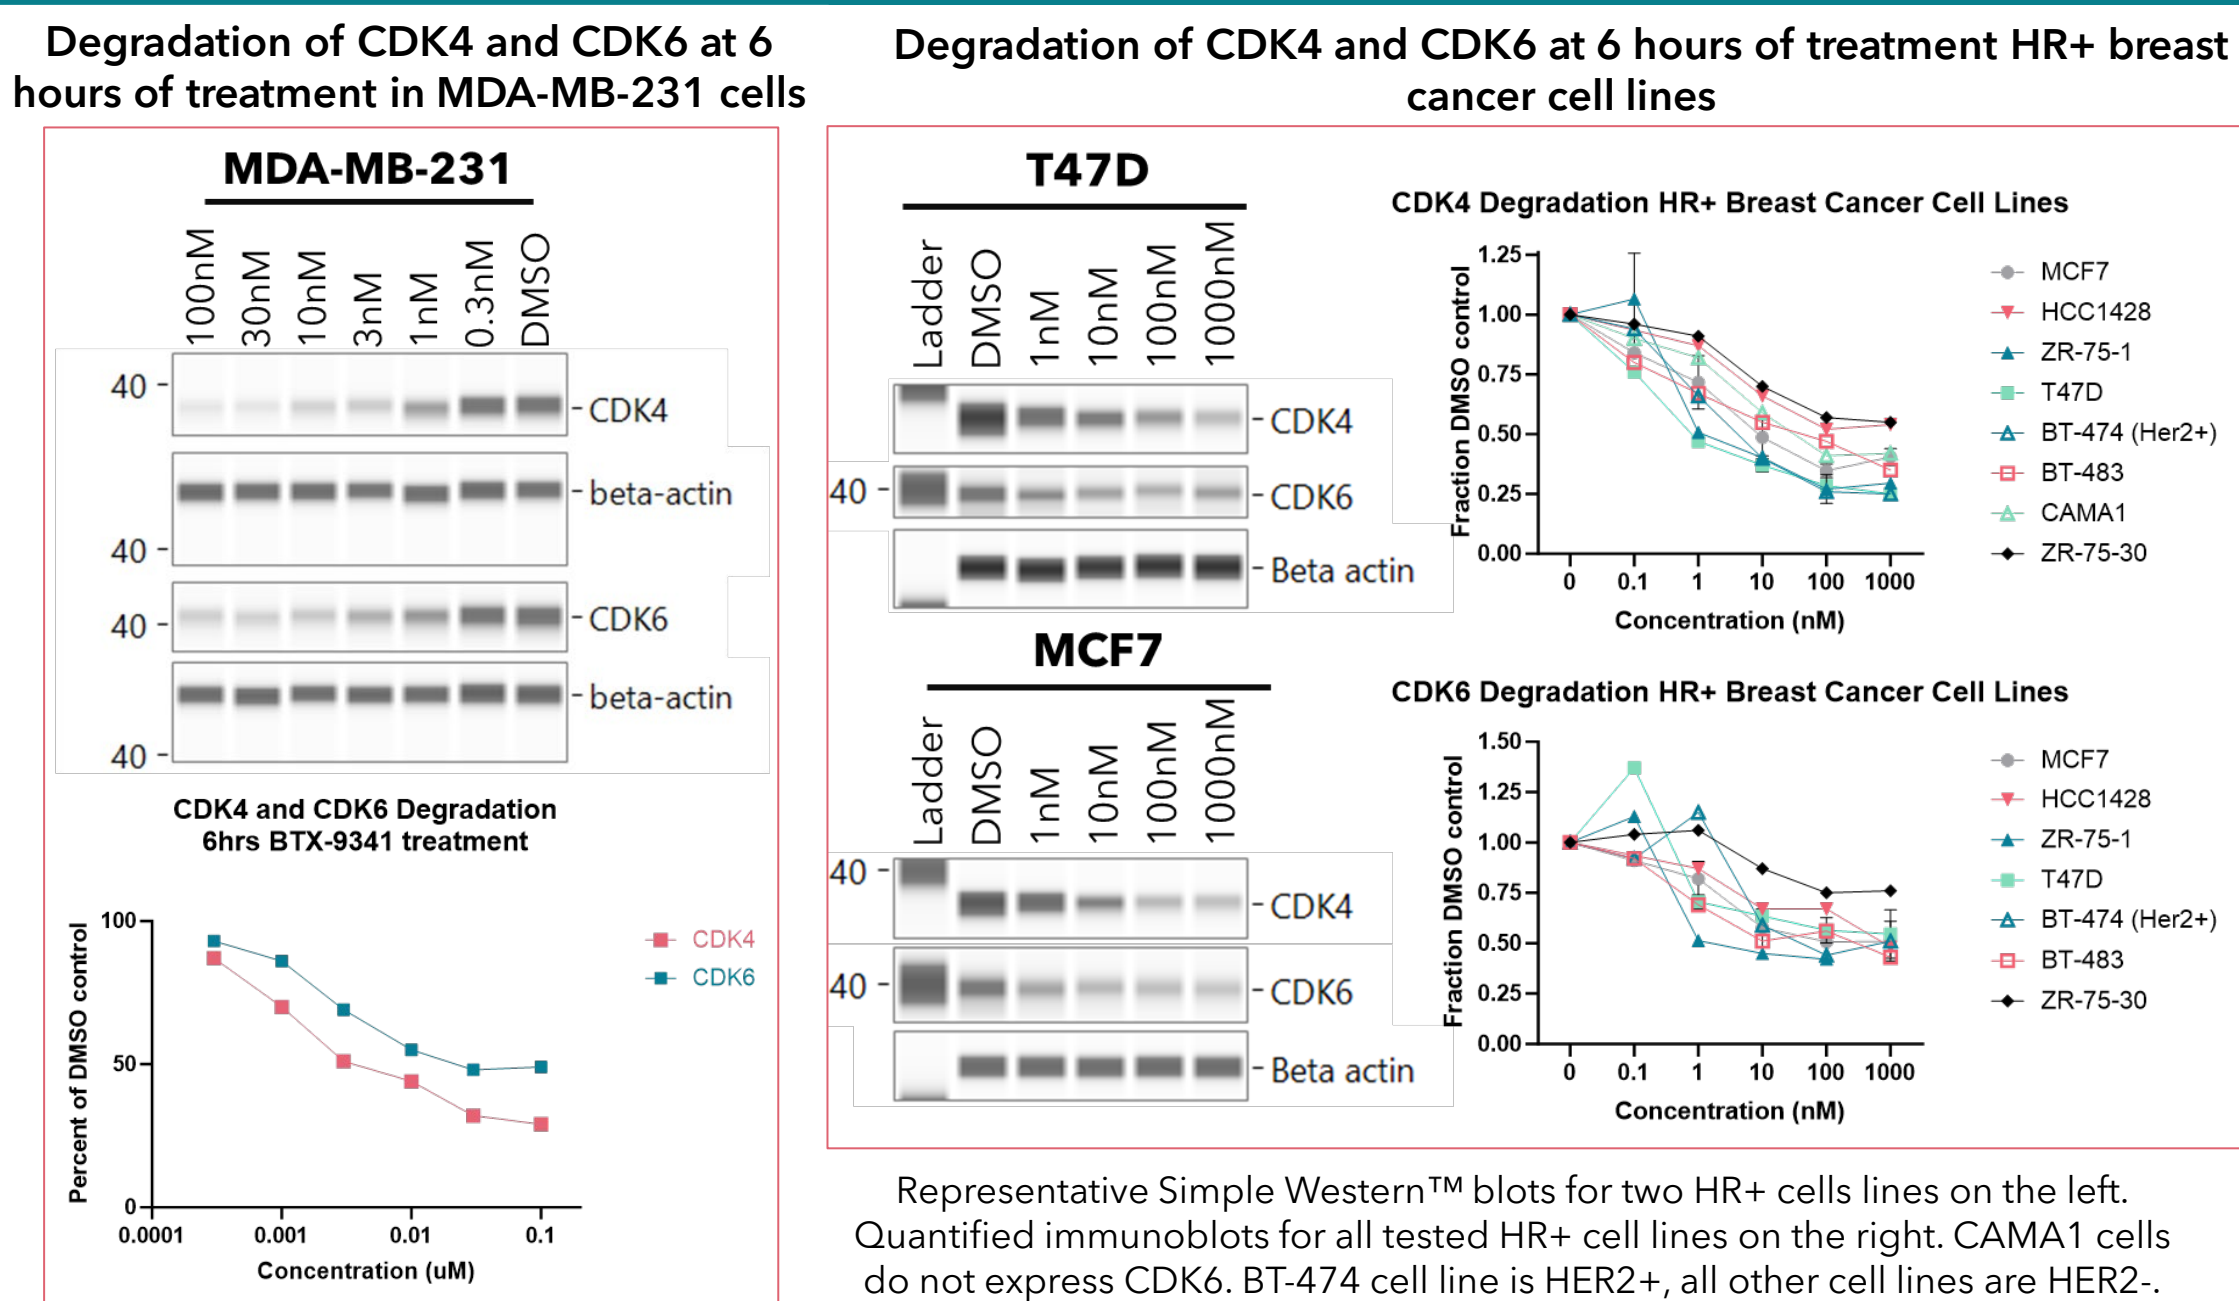 Degradation of CDK4 and CDK6 at 6
hours of treatment in MDA-MB-231 cells
MDA-MB-231
100nM
30nM
10nM
3nM
1nM
0.3nM
DMSO
40
CDK4
beta-actin
40
40
CDK6
beta-actin
40
CDK4 and CDK6 Degradation
6hrs BTX-9341 treatment
Percent of DMSO control
100
50
0
0.0001 0.001 0.01 0.1
Concentration (uM)
CDK4
CDK6
Degradation of CDK4 and CDK6 at 6 hours of treatment HR+ breast
cancer cell lines
T47D
Ladder
DMSO
1nM
10nM
100nM
1000nM
CDK4
40
CDK6
Beta actin
MCF7
Ladder
DMSO
1nM
10nM
100nM
1000nM
40
CDK4
40
CDK6
Beta actin
CDK4 Degradation HR+ Breast Cancer Cell Lines
Fraction DMSO control
1.25
1.00
0.75
0.50
0.25
0.00
0 0.1 1 10 100 1000
Concentration (nM)
MCF7
HCC1428
ZR-75-1
T47D
BT-474 (Her2+)
BT-483
CAMA1
ZR-75-30
CDK6 Degradation HR+ Breast Cancer Cell Lines
Fraction DMSO control
1.50
1.25
1.00
0.75
0.50
0.25
0.00
0 0.1 1 10 100 1000
Concentration (nM)
MCF7
HCC1428
ZR-75-1
T47D
BT-474 (Her2+)
BT-483
ZR-75-30
Representative Simple Western™ blots for two HR+ cells lines on the left.
Quantified immunoblots for all tested HR+ cell lines on the right. CAMA1 cells
do not express CDK6. BT-474 cell line is HER2+, all other cell lines are HER2-.